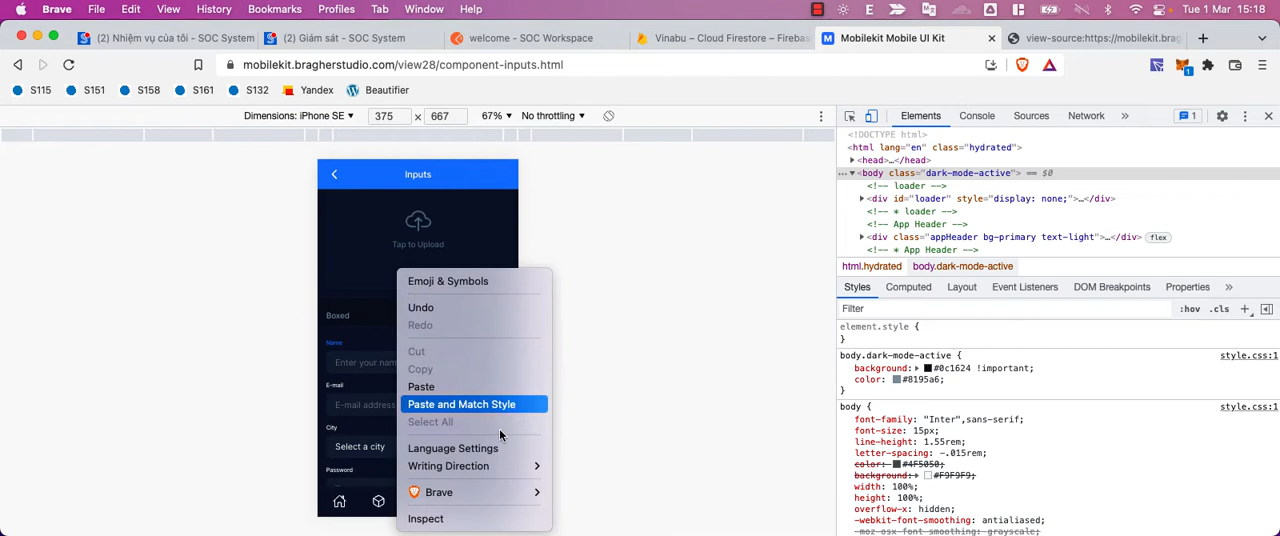 Brave File Edit View History Bookmarks Profiles Tab Window Help Tue 1 Mar 15:18
(2) Nhiệm vụ của tôi - SOC System
(2) Giám sát - SOC System
welcome - SOC Workspace
Vinabu – Cloud Firestore – Firebas
Mobilekit Mobile UI Kit
view-source:https://mobilekit.brag
mobilekit.bragherstudio.com/view28/component-inputs.html
1
S115 S151 S158 S161 S132 Yandex Beautifier
Dimensions: iPhone SE 375 × 667 67% No throttling
Inputs
Tap to Upload
Boxed
Name
Enter your nam
E-mail
E-mail address
City
Select a city
Password
Emoji & Symbols
Undo
Redo
Cut
Copy
Paste
Paste and Match Style
Select All
Language Settings
Writing Direction
Brave
Inspect
Elements Console Sources Network » 1
<!DOCTYPE html>
<html lang="en" class="hydrated">
<head>…</head>
… <body class="dark-mode-active"> == $0
<!-- loader -->
<div id="loader" style="display: none;">…</div>
<!-- * loader -->
<!-- App Header -->
<div class="appHeader bg-primary text-light">…</div> flex
<!-- * App Header -->
html.hydrated body.dark-mode-active
Styles Computed Layout Event Listeners DOM Breakpoints Properties »
Filter :hov .cls +
element.style {
}
body.dark-mode-active { style.css:1
background: #0c1624 !important;
color: #8195a6;
}
body { style.css:1
font-family: "Inter",sans-serif;
font-size: 15px;
line-height: 1.55rem;
letter-spacing: -.015rem;
color: #4F5050;
background: #F9F9F9;
width: 100%;
height: 100%;
overflow-x: hidden;
-webkit-font-smoothing: antialiased;
-moz-osx-font-smoothing: grayscale;